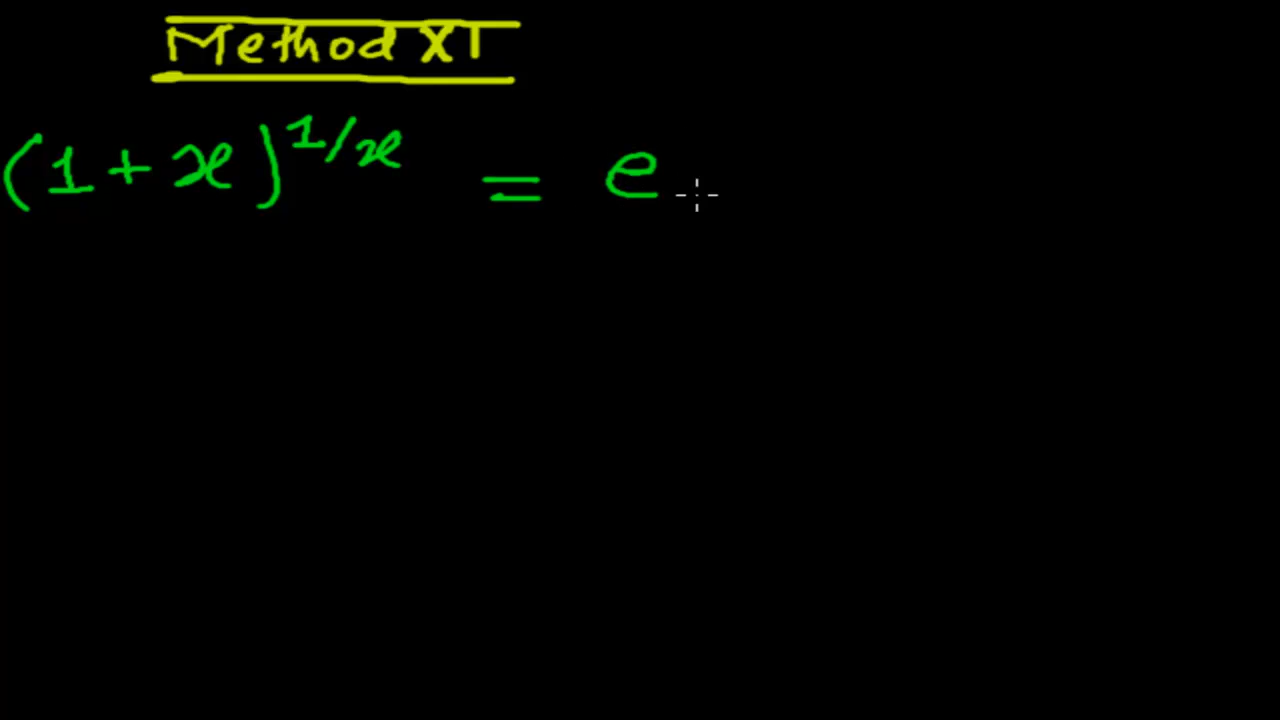 Method XI
(1+x)^{1/x} = e